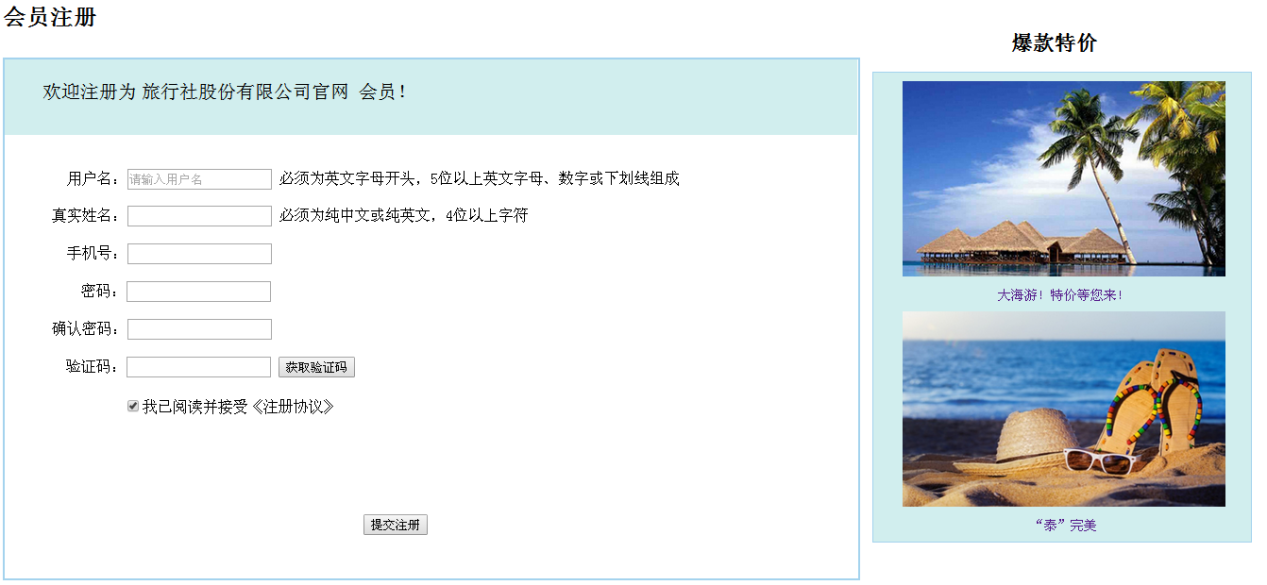 会员注册
欢迎注册为 旅行社股份有限公司官网 会员！
用户名： 请输入用户名 必须为英文字母开头，5位以上英文字母、数字或下划线组成
真实姓名： 必须为纯中文或纯英文，4位以上字符
手机号：
密码：
确认密码：
验证码： 获取验证码
我已阅读并接受《注册协议》
提交注册
爆款特价
大海游！特价等您来！
“泰”完美